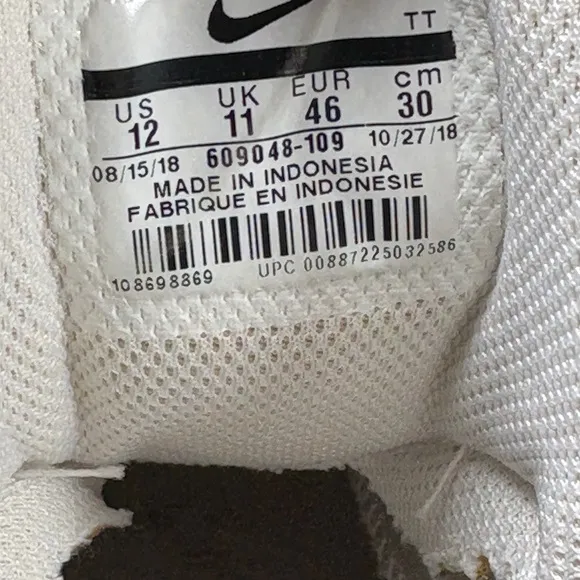 TT
US UK EUR cm
12 11 46 30
08/15/18 609048-109 10/27/18
MADE IN INDONESIA
FABRIQUE EN INDONESIE
108698869 UPC 00887225032586